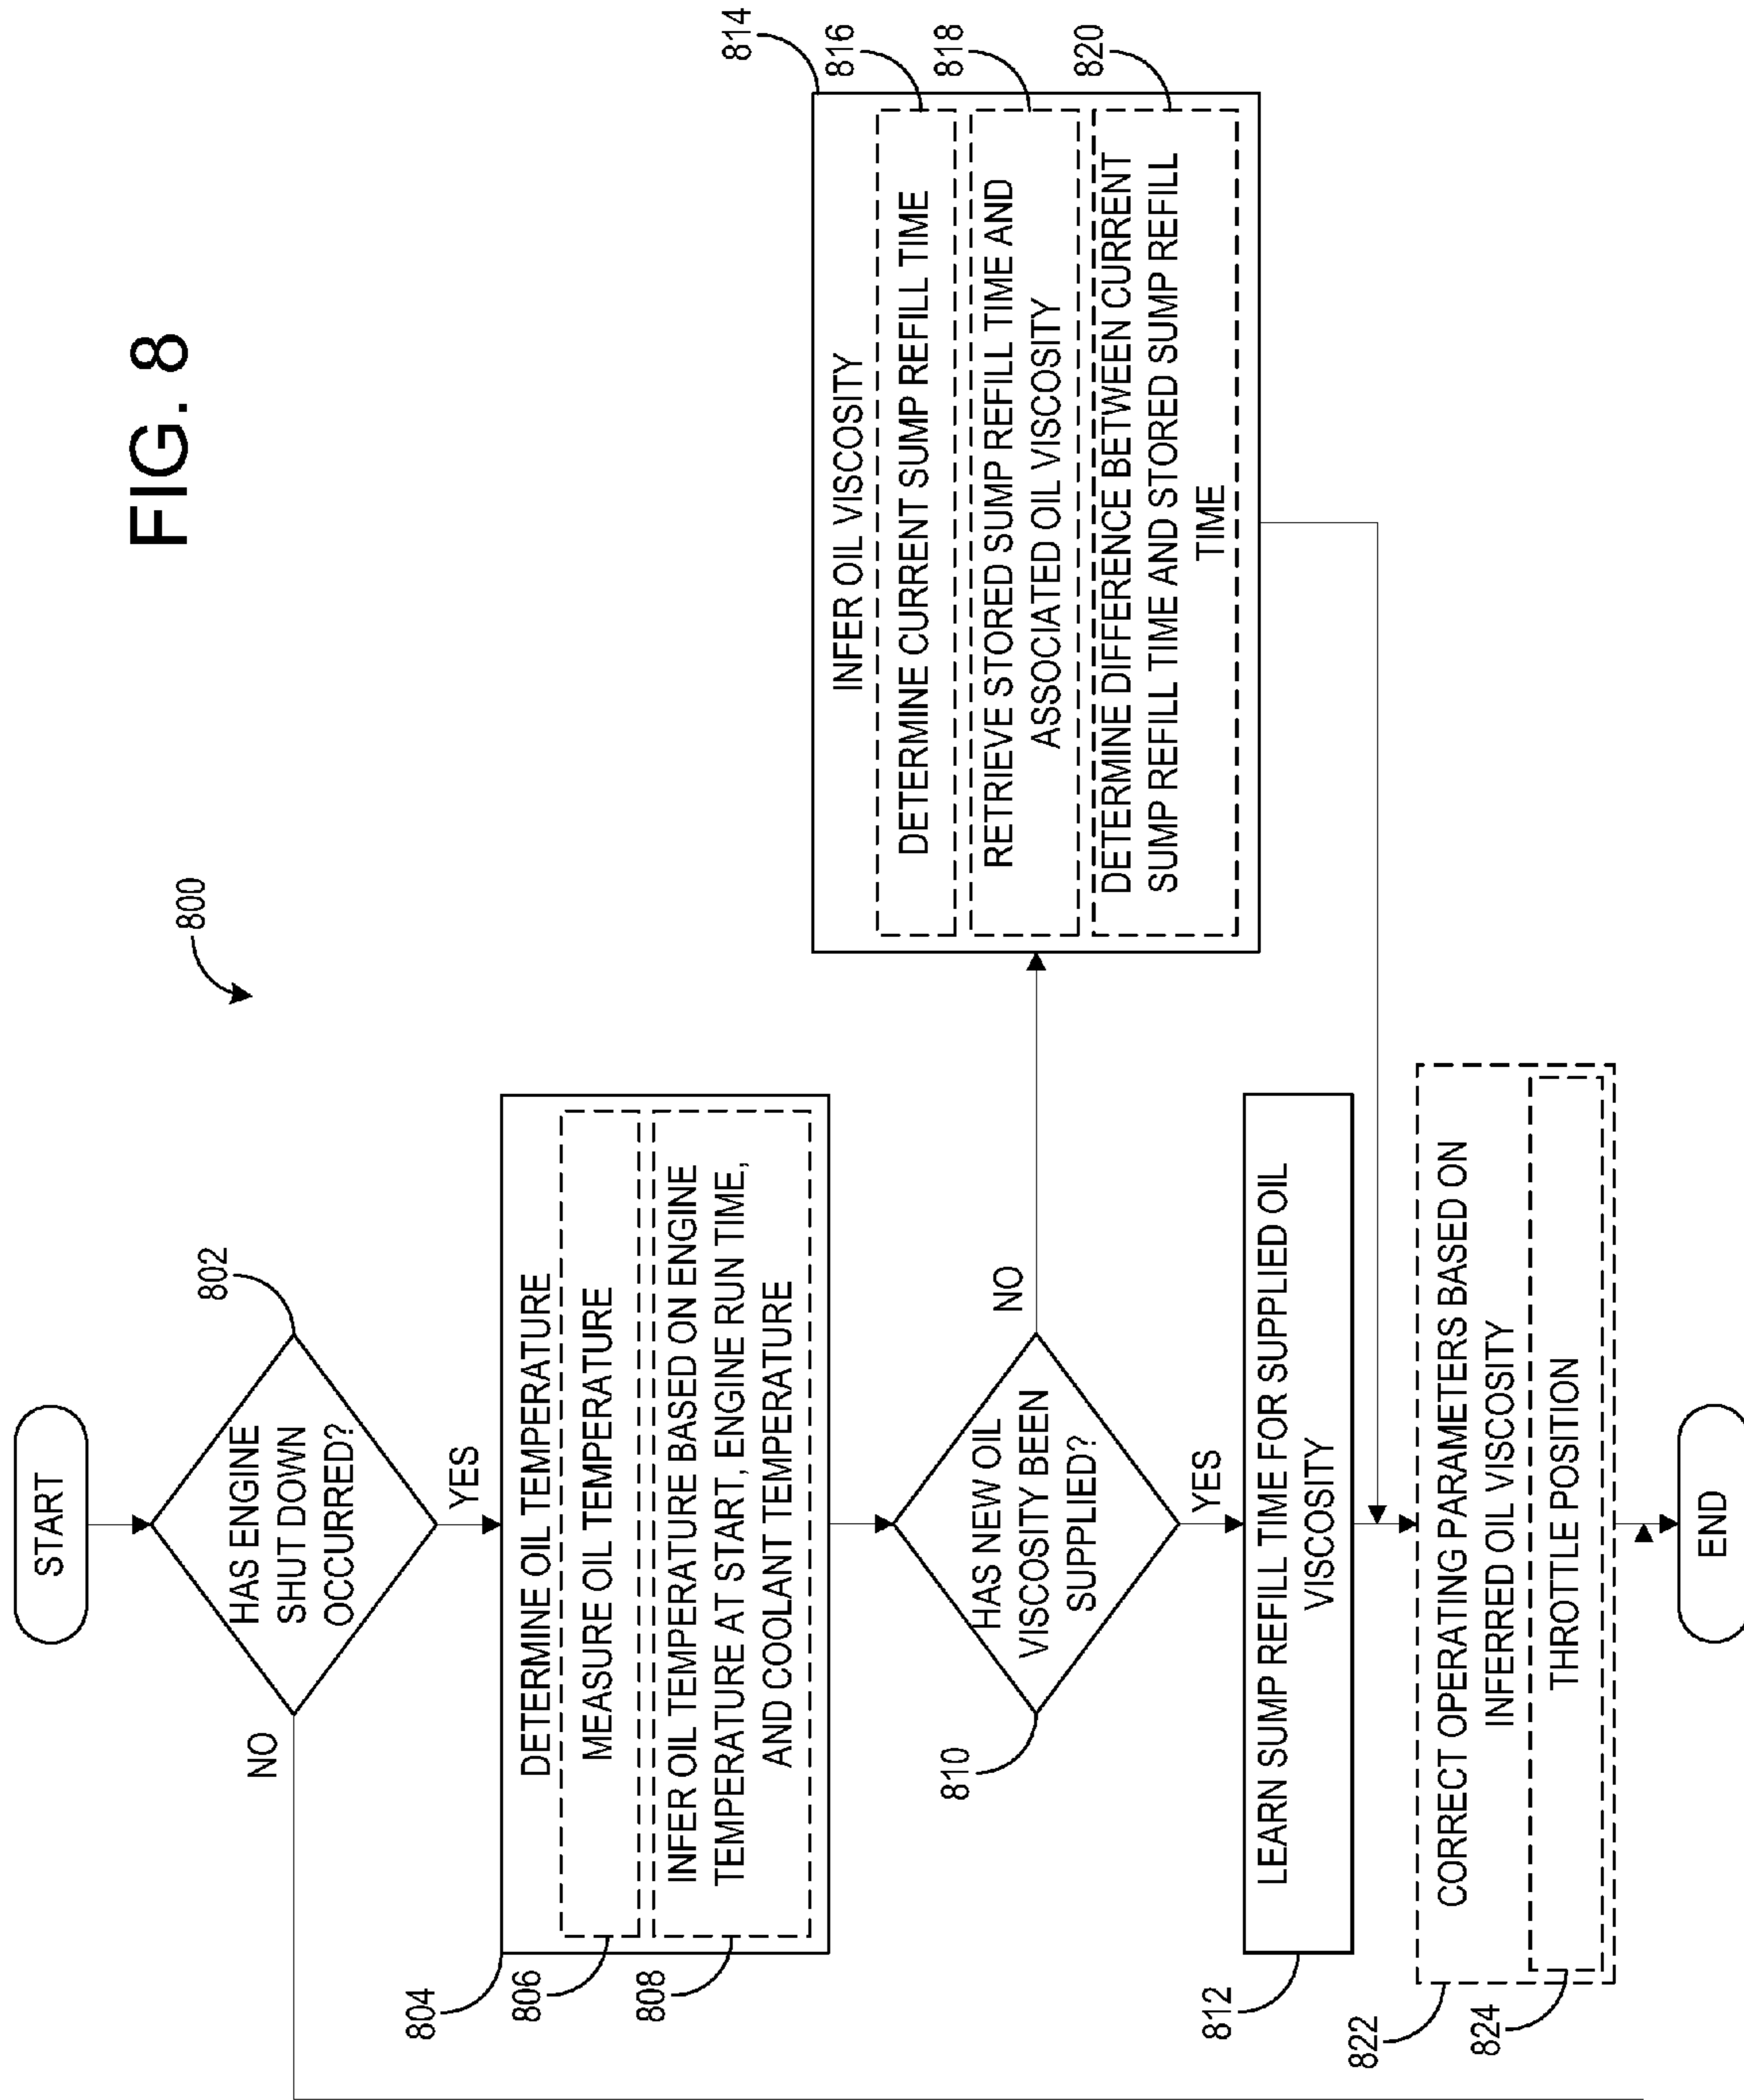 FIG. 8
800
START
HAS ENGINE
SHUT DOWN
OCCURRED?
802
NO
YES
804
DETERMINE OIL TEMPERATURE
806
MEASURE OIL TEMPERATURE
808
INFER OIL TEMPERATURE BASED ON ENGINE
TEMPERATURE AT START, ENGINE RUN TIME,
AND COOLANT TEMPERATURE
810
HAS NEW OIL
VISCOSITY BEEN
SUPPLIED?
NO
YES
814
INFER OIL VISCOSITY
816
DETERMINE CURRENT SUMP REFILL TIME
818
RETRIEVE STORED SUMP REFILL TIME AND
ASSOCIATED OIL VISCOSITY
820
DETERMINE DIFFERENCE BETWEEN CURRENT
SUMP REFILL TIME AND STORED SUMP REFILL
TIME
812
LEARN SUMP REFILL TIME FOR SUPPLIED OIL
VISCOSITY
822
CORRECT OPERATING PARAMETERS BASED ON
INFERRED OIL VISCOSITY
824
THROTTLE POSITION
END